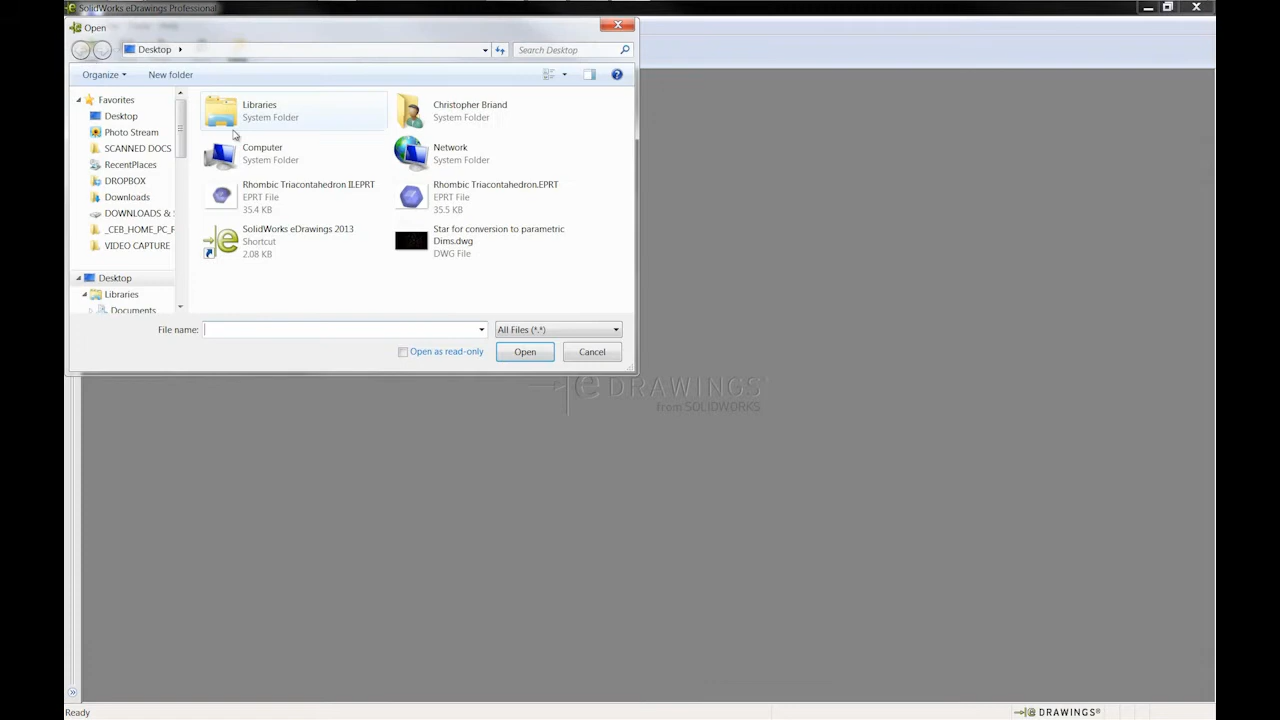 SolidWorks eDrawings Professional
Open
Desktop
Search Desktop
Organize
New folder
Favorites
Desktop
Photo Stream
SCANNED DOCS
RecentPlaces
DROPBOX
Downloads
DOWNLOADS &
_CEB_HOME_PC_
VIDEO CAPTURE
Desktop
Libraries
Documents
Libraries
System Folder
Christopher Briand
System Folder
Computer
System Folder
Network
System Folder
Rhombic Triacontahedron II.EPRT
EPRT File
35.4 KB
Rhombic Triacontahedron.EPRT
EPRT File
35.5 KB
SolidWorks eDrawings 2013
Shortcut
2.08 KB
Star for conversion to parametric
Dims.dwg
DWG File
File name:
All Files (*.*)
Open as read-only
Open
Cancel
eDRAWINGS®
from SOLIDWORKS
Ready
eDRAWINGS®